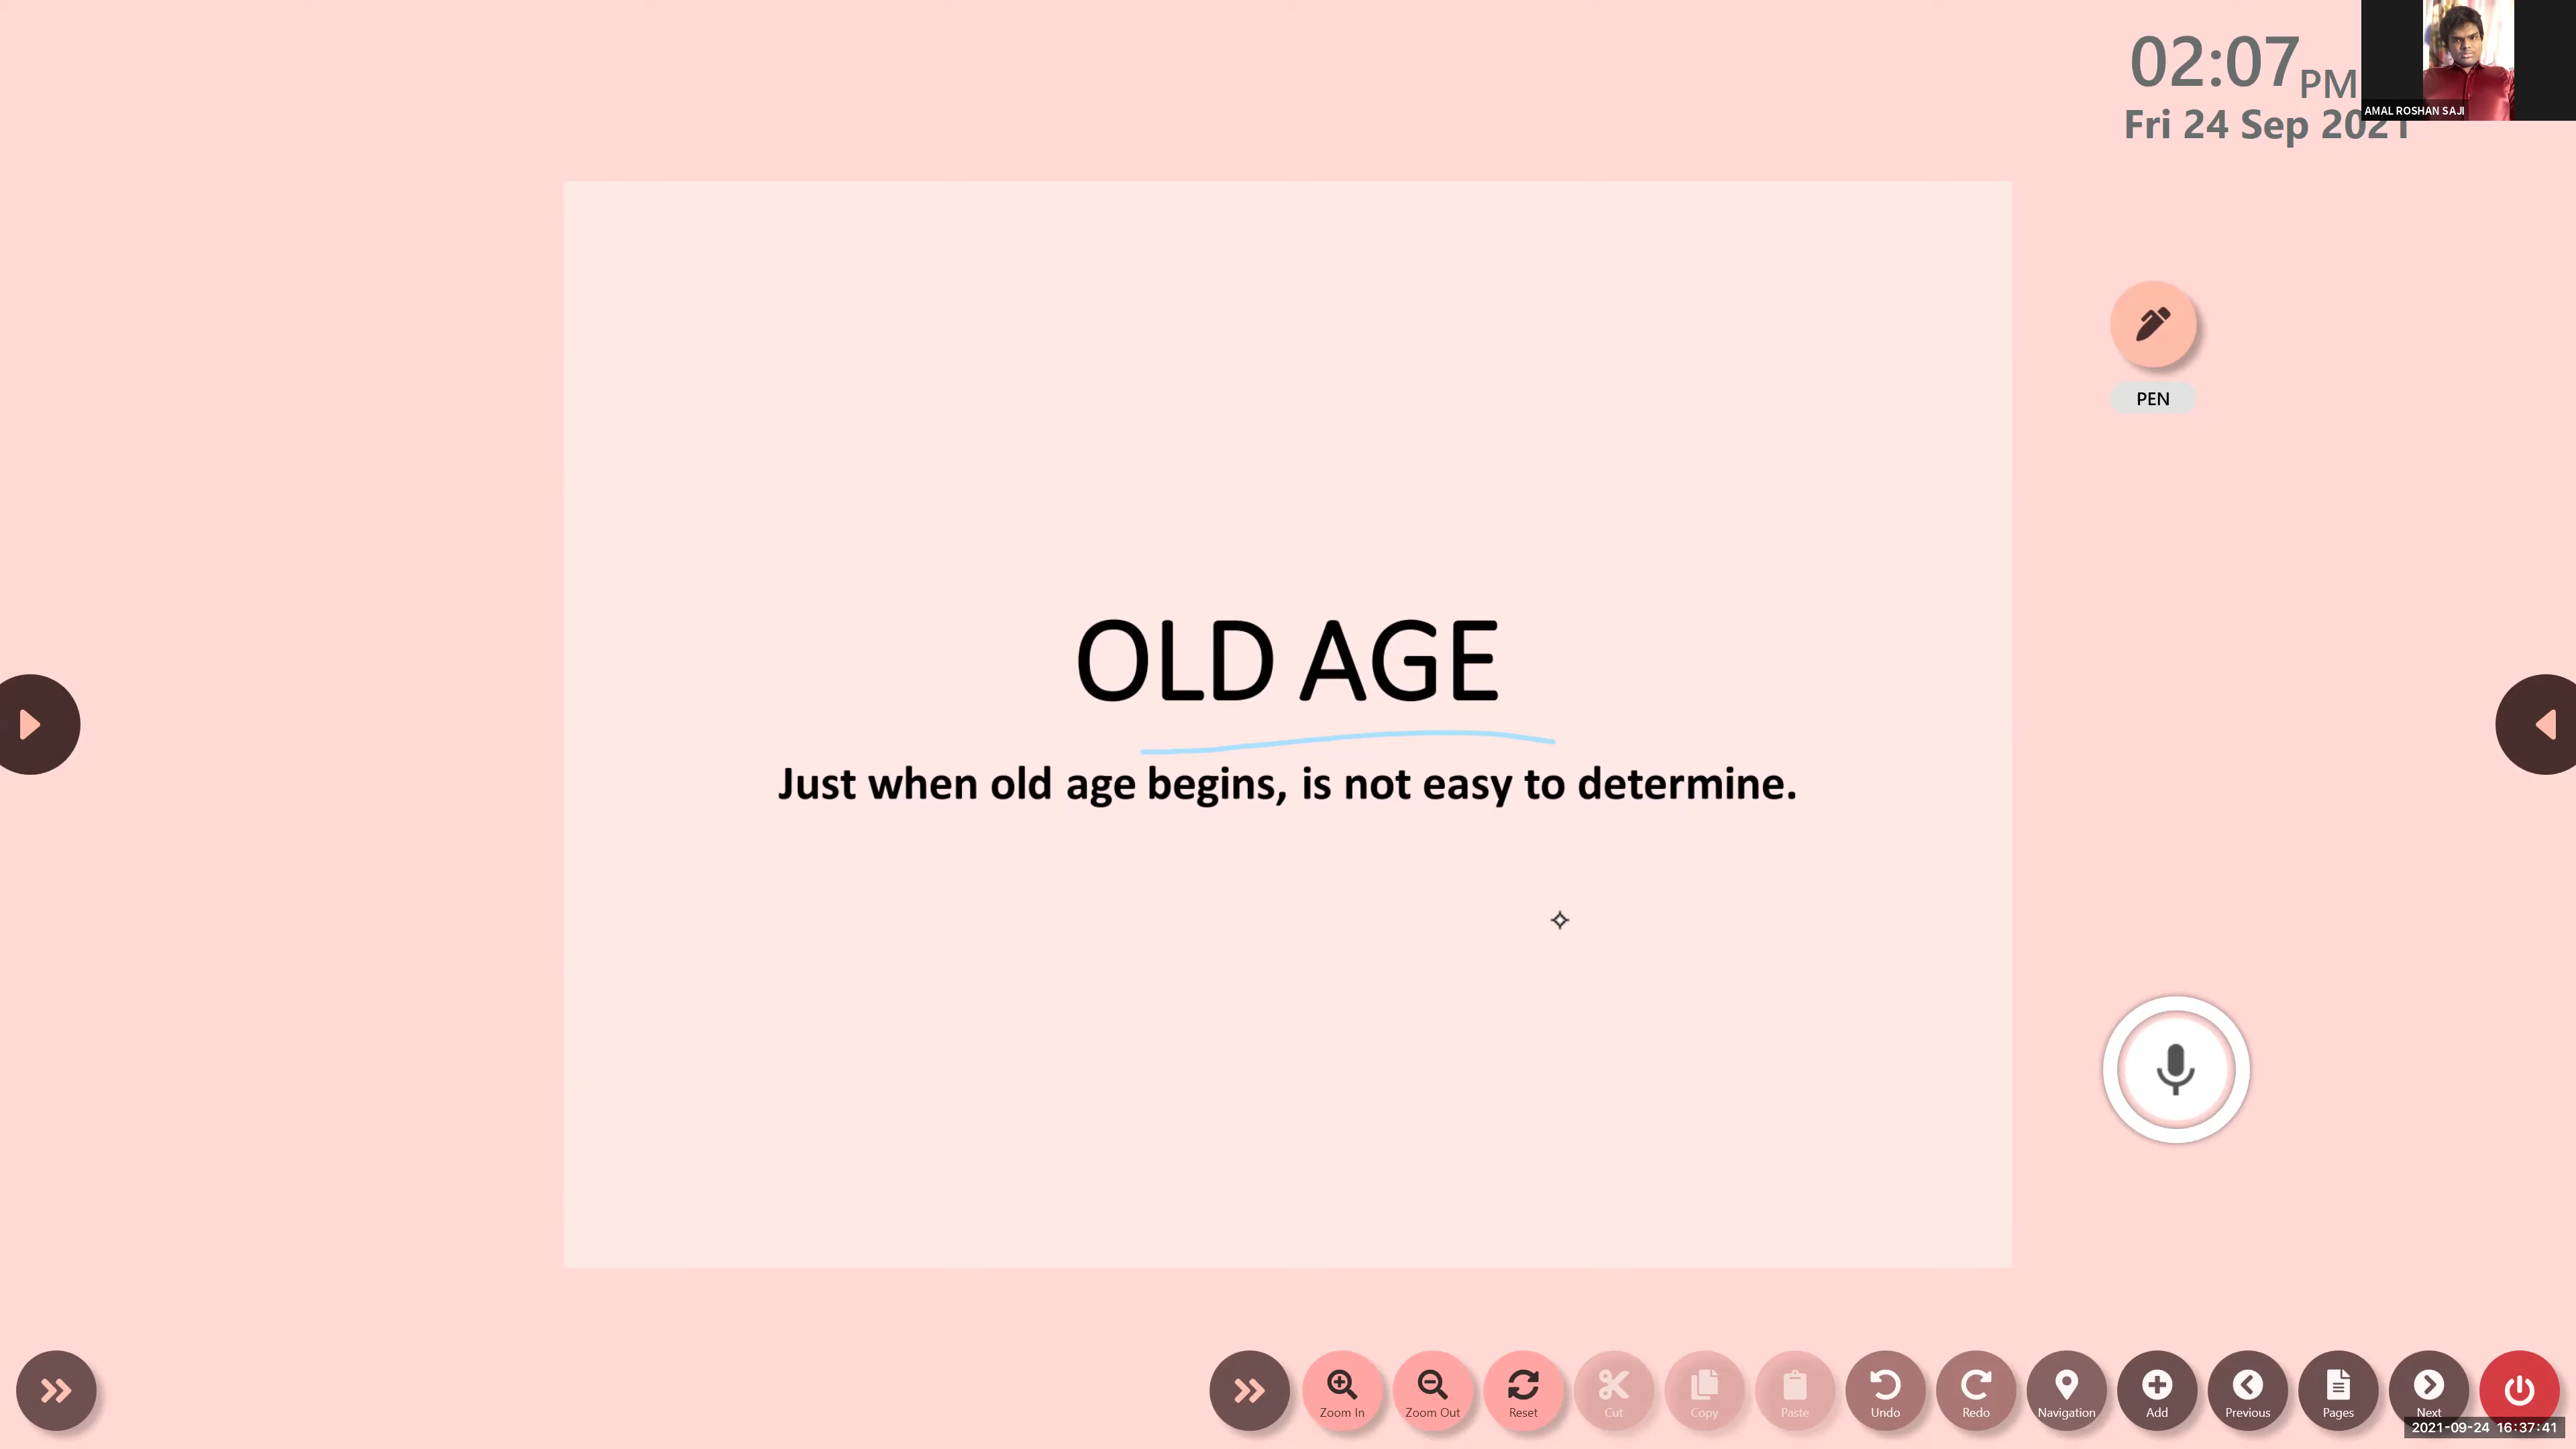 02:07 PM
AMAL ROSHAN SAJI
Fri 24 Sep 2021
PEN
OLD AGE
Just when old age begins, is not easy to determine.
Zoom In
Zoom Out
Reset
Cut
Copy
Paste
Undo
Redo
Navigation
Add
Previous
Pages
Next
2021-09-24 16:37:41